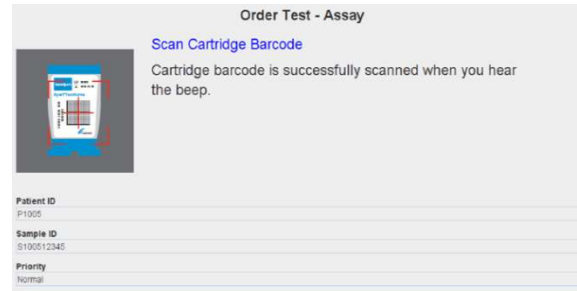 Order Test - Assay
Scan Cartridge Barcode
Cartridge barcode is successfully scanned when you hear
the beep.
Patient ID
P1005
Sample ID
S100512345
Priority
Normal